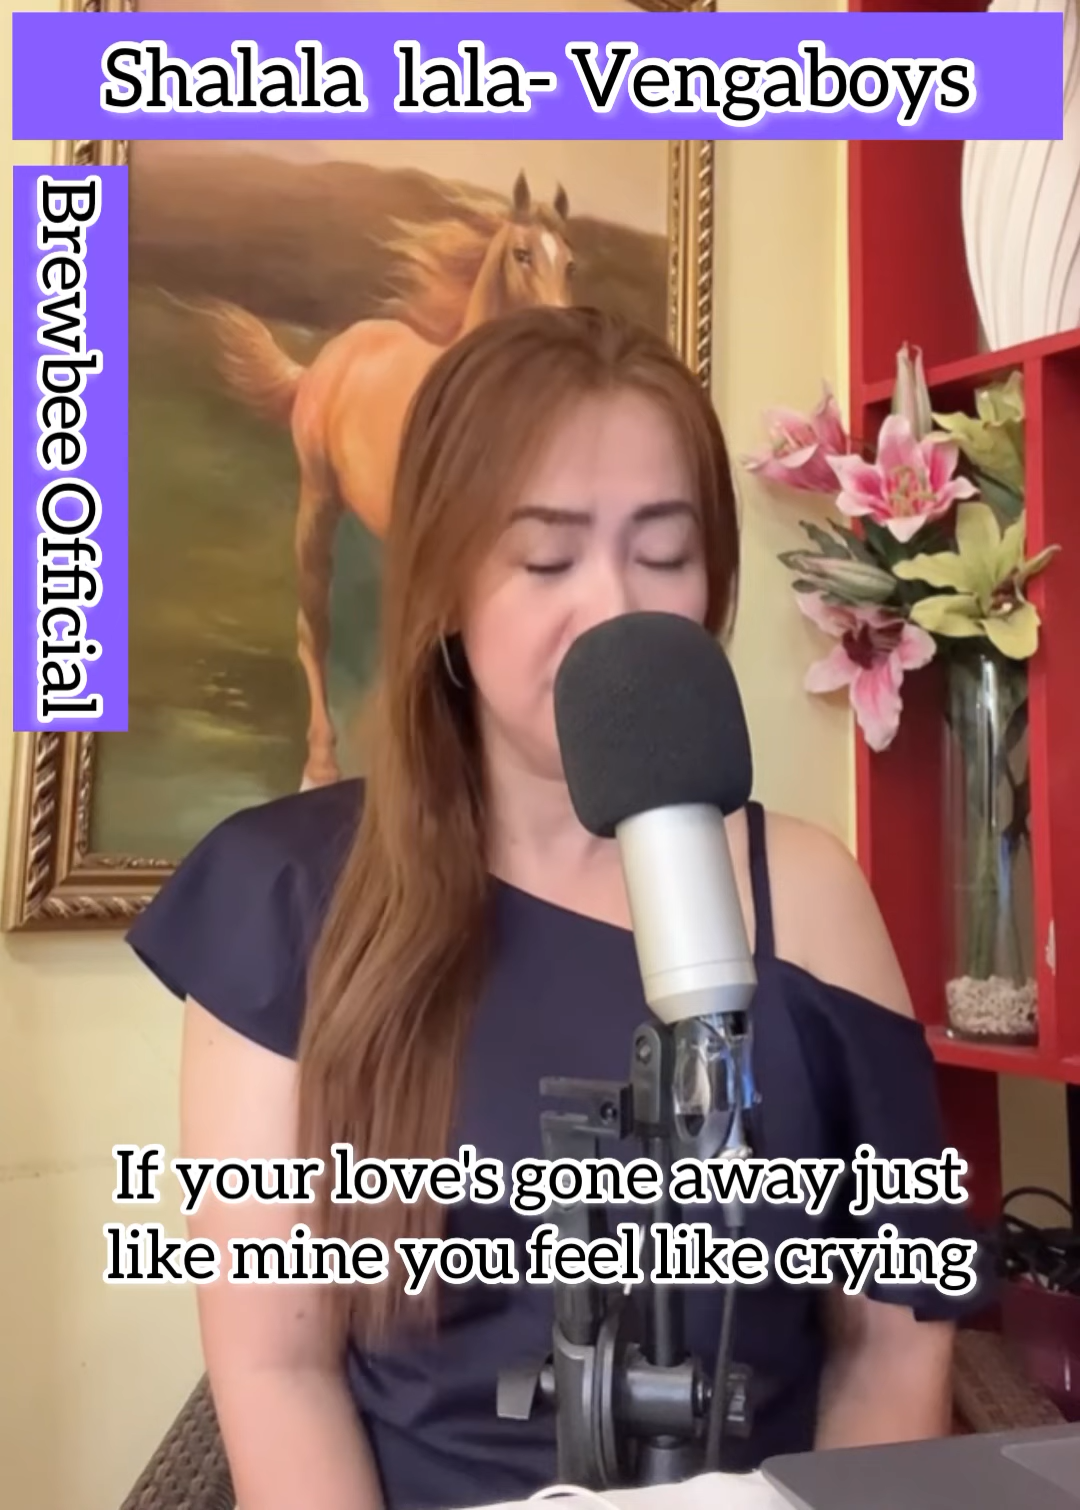 Shalala lala- Vengaboys
Brewbee Official
If your love's gone away just
like mine you feel like crying